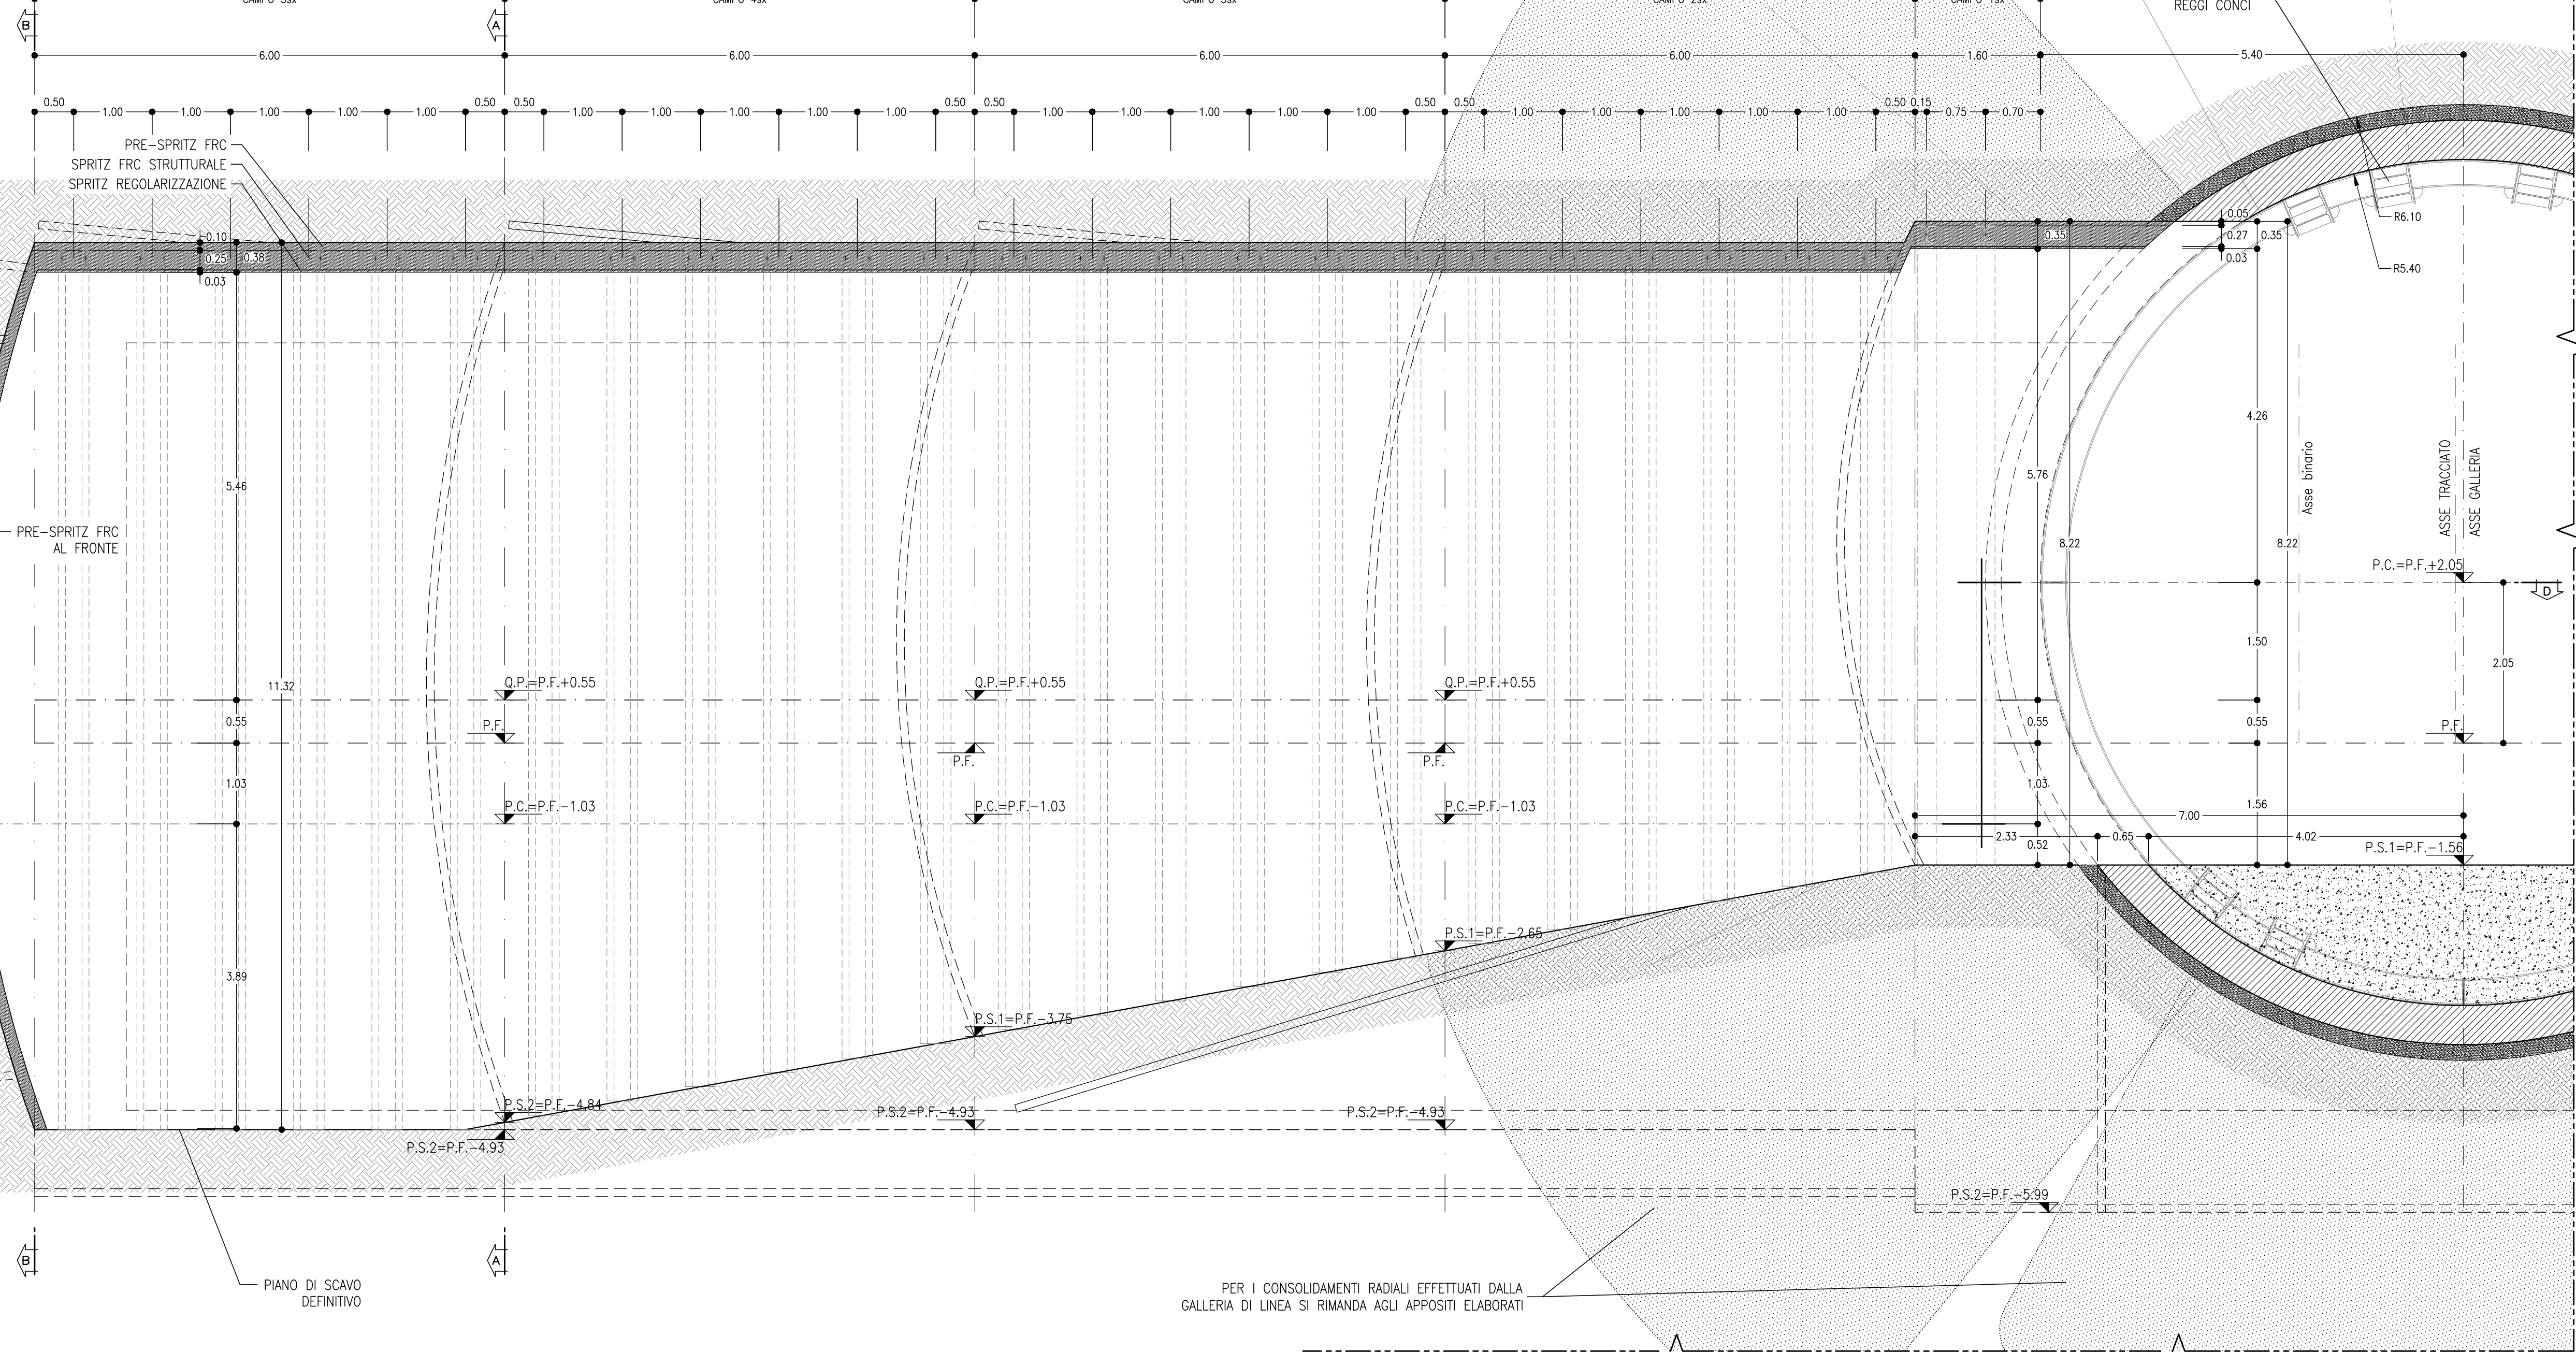 CAMPO 5sx
CAMPO 4sx
CAMPO 3sx
CAMPO 2sx
CAMPO 1sx
REGGI CONCI
B
A
6.00
6.00
6.00
6.00
1.60
5.40
0.50
1.00
1.00
1.00
1.00
1.00
0.50
0.50
1.00
1.00
1.00
1.00
1.00
0.50
0.50
1.00
1.00
1.00
1.00
1.00
0.50
0.50
1.00
1.00
1.00
1.00
1.00
0.50
0.15
0.75
0.70
PRE-SPRITZ FRC
SPRITZ FRC STRUTTURALE
SPRITZ REGOLARIZZAZIONE
0.10
0.25
0.38
0.03
0.35
0.05
0.27
0.35
0.03
R6.10
R5.40
5.46
5.76
4.26
Asse binario
ASSE TRACCIATO
ASSE GALLERIA
PRE-SPRITZ FRC
AL FRONTE
8.22
8.22
P.C.=P.F.+2.05
D
1.50
2.05
11.32
Q.P.=P.F.+0.55
Q.P.=P.F.+0.55
Q.P.=P.F.+0.55
0.55
0.55
0.55
P.F.
P.F.
P.F.
P.F.
1.03
1.03
1.56
P.C.=P.F.-1.03
P.C.=P.F.-1.03
P.C.=P.F.-1.03
7.00
2.33
0.52
0.65
4.02
P.S.1=P.F.-1.56
3.89
P.S.1=P.F.-2.65
P.S.1=P.F.-3.75
P.S.2=P.F.-4.84
P.S.2=P.F.-4.93
P.S.2=P.F.-4.93
P.S.2=P.F.-4.93
P.S.2=P.F.-5.99
B
A
PIANO DI SCAVO
DEFINITIVO
PER I CONSOLIDAMENTI RADIALI EFFETTUATI DALLA
GALLERIA DI LINEA SI RIMANDA AGLI APPOSITI ELABORATI